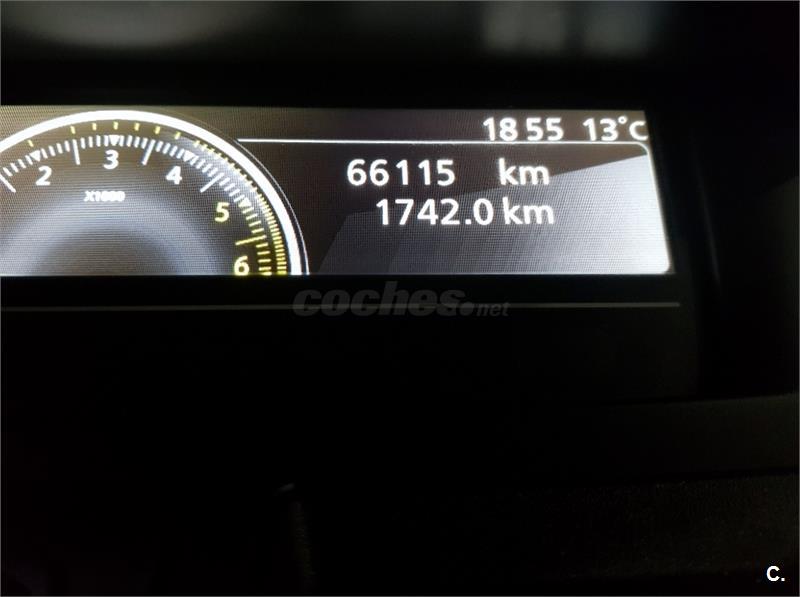 18 55 13°C
66115 km
1742.0 km
2 3 4 5 6
X1000
coches.net
c.